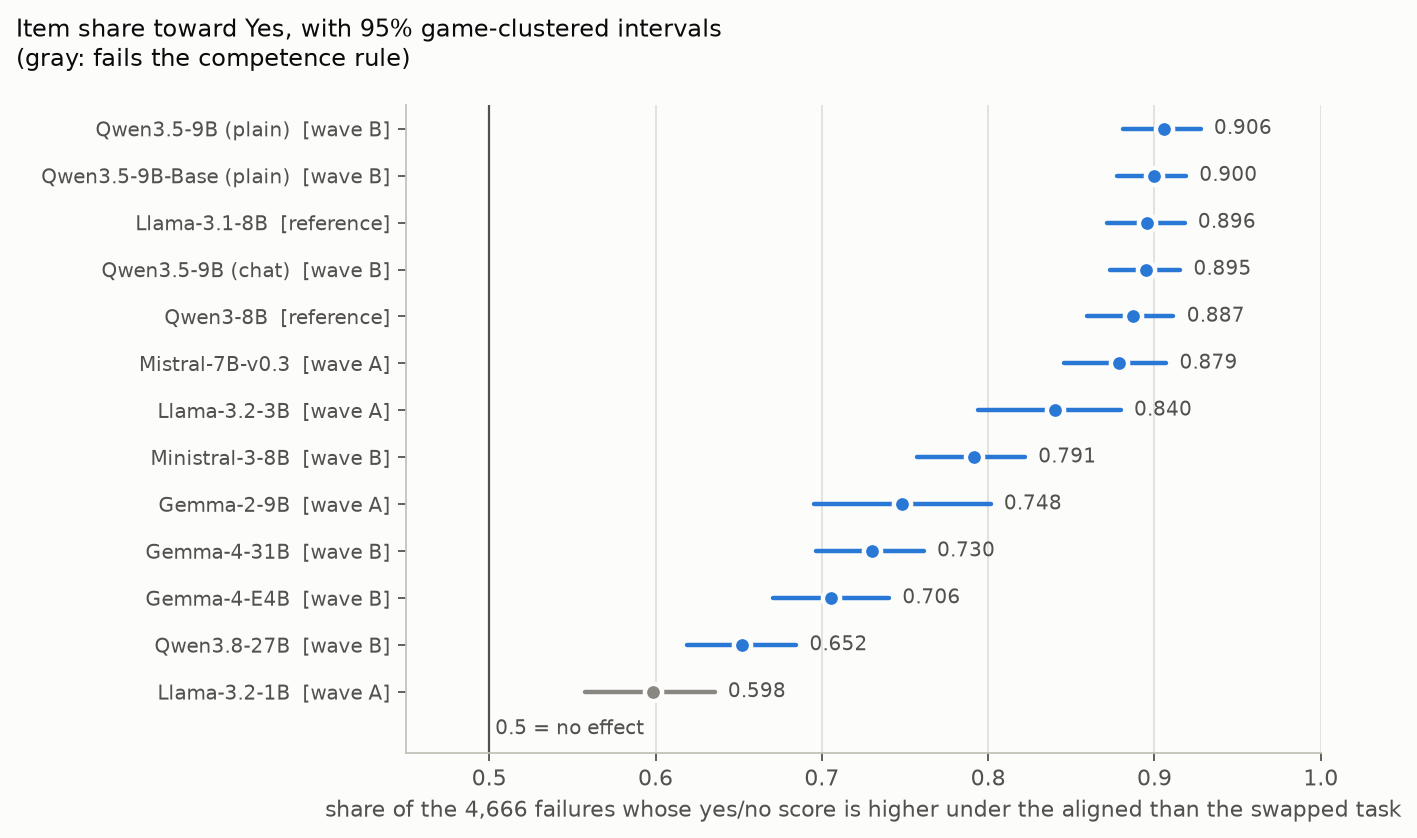 Item share toward Yes, with 95% game-clustered intervals
(gray: fails the competence rule)
Qwen3.5-9B (plain)  [wave B]  0.906
Qwen3.5-9B-Base (plain)  [wave B]  0.900
Llama-3.1-8B  [reference]  0.896
Qwen3.5-9B (chat)  [wave B]  0.895
Qwen3-8B  [reference]  0.887
Mistral-7B-v0.3  [wave A]  0.879
Llama-3.2-3B  [wave A]  0.840
Ministral-3-8B  [wave B]  0.791
Gemma-2-9B  [wave A]  0.748
Gemma-4-31B  [wave B]  0.730
Gemma-4-E4B  [wave B]  0.706
Qwen3.8-27B  [wave B]  0.652
Llama-3.2-1B  [wave A]  0.598
0.5 = no effect
0.5 0.6 0.7 0.8 0.9 1.0
share of the 4,666 failures whose yes/no score is higher under the aligned than the swapped task